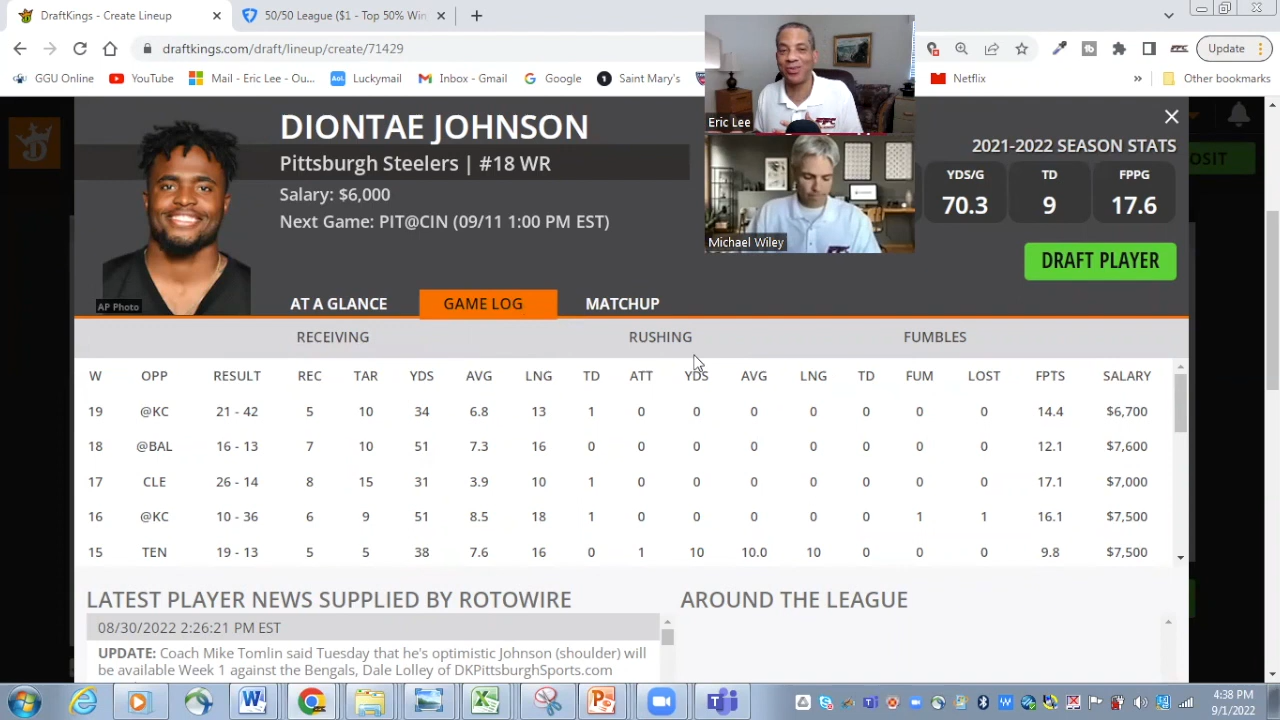 DraftKings - Create Lineup
50/50 League ($1 - Top 50% Win
draftkings.com/draft/lineup/create/71429
Update
GGU Online YouTube Mail - Eric Lee - Ou... Aol. Luckynail Inbox - Gmail Google SaintMary's Netflix » Other bookmarks
Eric Lee
Michael Wiley
DIONTAE JOHNSON
Pittsburgh Steelers | #18 WR
Salary: $6,000
Next Game: PIT@CIN (09/11 1:00 PM EST)
AP Photo
2021-2022 SEASON STATS
YDS/G TD FPPG
70.3 9 17.6
DRAFT PLAYER
AT A GLANCE GAME LOG MATCHUP
RECEIVING RUSHING FUMBLES
W OPP RESULT REC TAR YDS AVG LNG TD ATT YDS AVG LNG TD FUM LOST FPTS SALARY
19 @KC 21 - 42 5 10 34 6.8 13 1 0 0 0 0 0 0 0 14.4 $6,700
18 @BAL 16 - 13 7 10 51 7.3 16 0 0 0 0 0 0 0 0 12.1 $7,600
17 CLE 26 - 14 8 15 31 3.9 10 1 0 0 0 0 0 0 0 17.1 $7,000
16 @KC 10 - 36 6 9 51 8.5 18 1 0 0 0 0 0 1 1 16.1 $7,500
15 TEN 19 - 13 5 5 38 7.6 16 0 1 10 10.0 10 0 0 0 9.8 $7,500
LATEST PLAYER NEWS SUPPLIED BY ROTOWIRE
08/30/2022 2:26:21 PM EST
UPDATE: Coach Mike Tomlin said Tuesday that he's optimistic Johnson (shoulder) will
be available Week 1 against the Bengals, Dale Lolley of DKPittsburghSports.com
AROUND THE LEAGUE
4:38 PM
9/1/2022